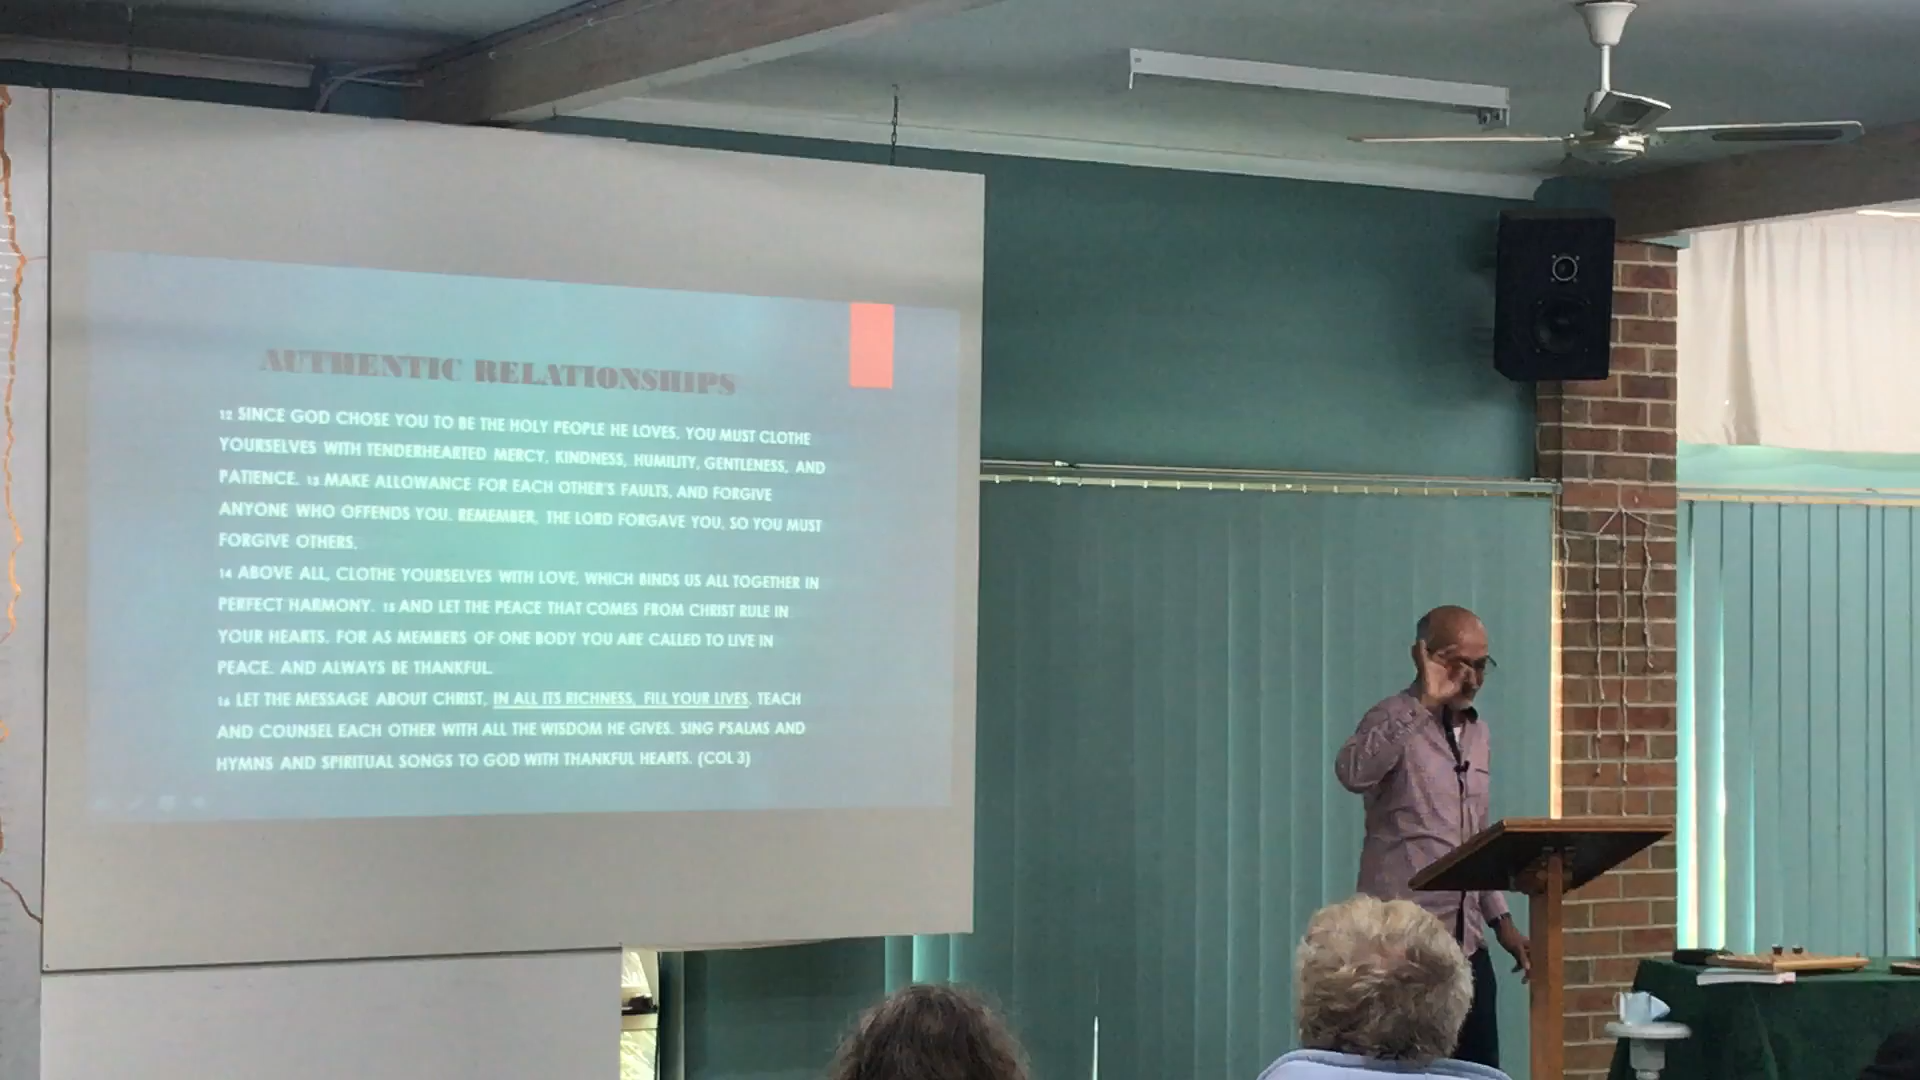 AUTHENTIC RELATIONSHIPS
12 SINCE GOD CHOSE YOU TO BE THE HOLY PEOPLE HE LOVES, YOU MUST CLOTHE
YOURSELVES WITH TENDERHEARTED MERCY, KINDNESS, HUMILITY, GENTLENESS, AND
PATIENCE. 13 MAKE ALLOWANCE FOR EACH OTHER'S FAULTS, AND FORGIVE
ANYONE WHO OFFENDS YOU. REMEMBER, THE LORD FORGAVE YOU, SO YOU MUST
FORGIVE OTHERS.
14 ABOVE ALL, CLOTHE YOURSELVES WITH LOVE, WHICH BINDS US ALL TOGETHER IN
PERFECT HARMONY. 15 AND LET THE PEACE THAT COMES FROM CHRIST RULE IN
YOUR HEARTS. FOR AS MEMBERS OF ONE BODY YOU ARE CALLED TO LIVE IN
PEACE. AND ALWAYS BE THANKFUL.
16 LET THE MESSAGE ABOUT CHRIST, IN ALL ITS RICHNESS, FILL YOUR LIVES. TEACH
AND COUNSEL EACH OTHER WITH ALL THE WISDOM HE GIVES. SING PSALMS AND
HYMNS AND SPIRITUAL SONGS TO GOD WITH THANKFUL HEARTS. (COL 3)